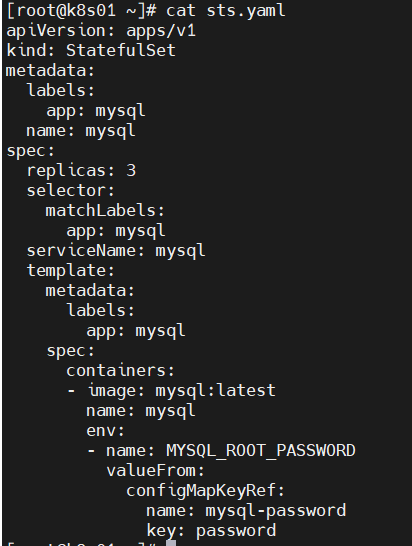 [root@k8s01 ~]# cat sts.yaml
apiVersion: apps/v1
kind: StatefulSet
metadata:
  labels:
    app: mysql
  name: mysql
spec:
  replicas: 3
  selector:
    matchLabels:
      app: mysql
  serviceName: mysql
  template:
    metadata:
      labels:
        app: mysql
    spec:
      containers:
      - image: mysql:latest
        name: mysql
        env:
        - name: MYSQL_ROOT_PASSWORD
          valueFrom:
            configMapKeyRef:
              name: mysql-password
              key: password
[root@k8s01 ~]#